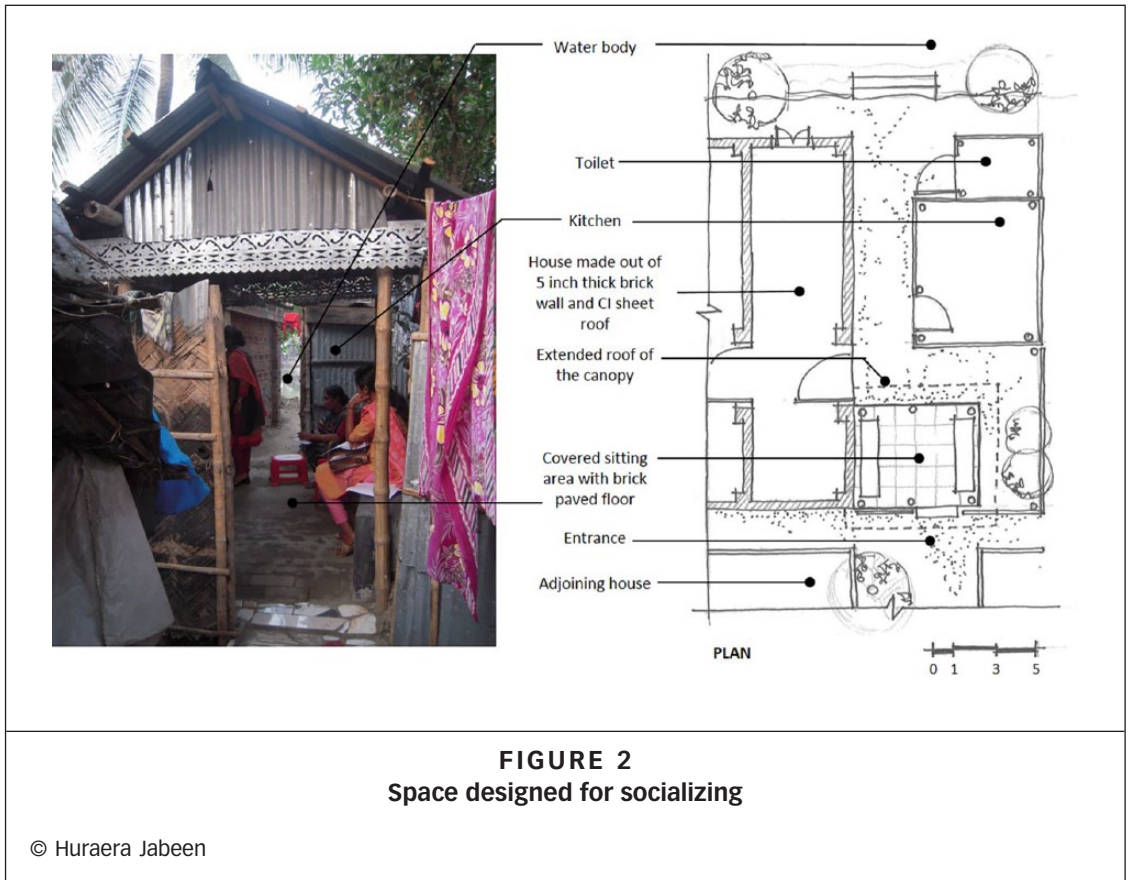 Water body
Toilet
Kitchen
House made out of
5 inch thick brick
wall and CI sheet
roof
Extended roof of
the canopy
Covered sitting
area with brick
paved floor
Entrance
Adjoining house
PLAN
0 1 3 5
FIGURE 2
Space designed for socializing
© Huraera Jabeen